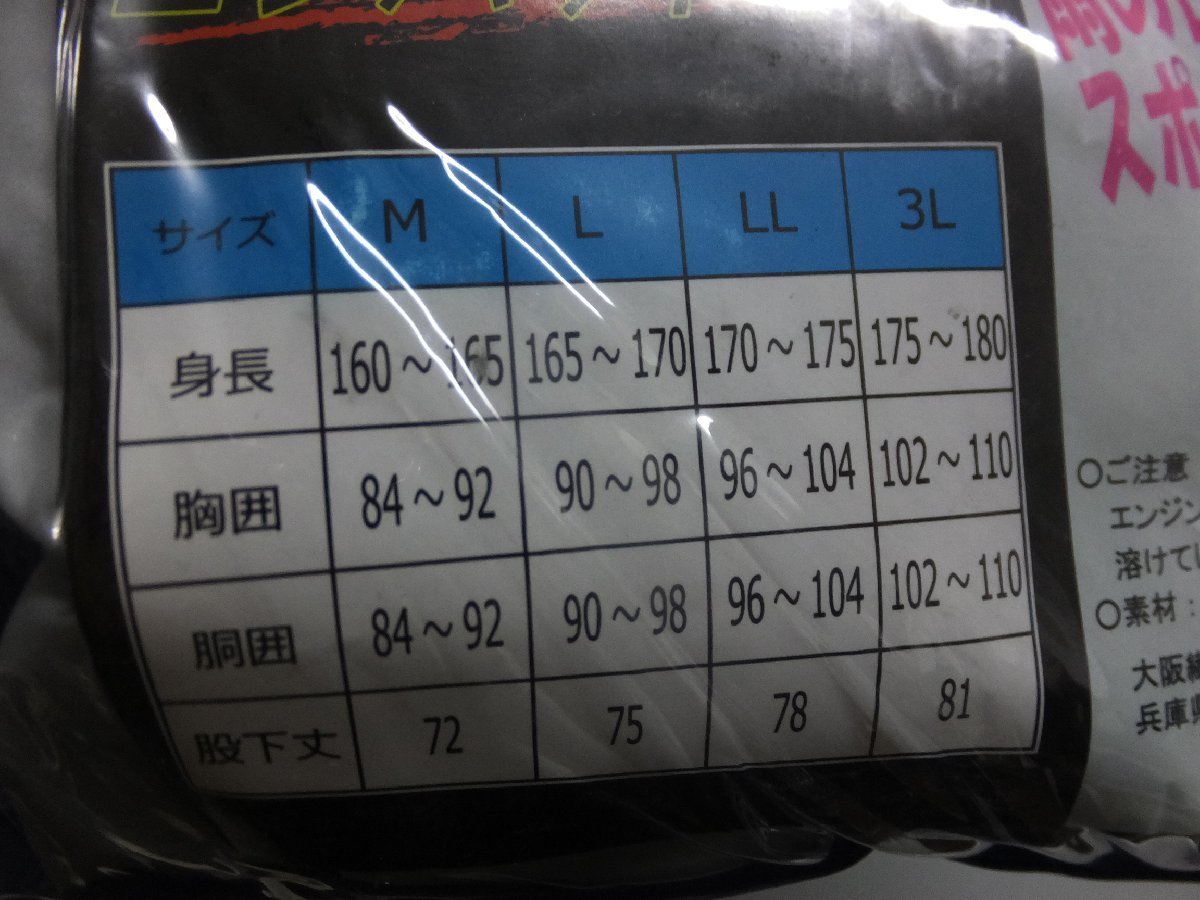 スポ
サイズ M L LL 3L
身長 160～165 165～170 170～175 175～180
胸囲 84～92 90～98 96～104 102～110
胴囲 84～92 90～98 96～104 102～110
股下丈 72 75 78 81
○ご注意
エンジン
溶けて
○素材：
大阪繊
兵庫県